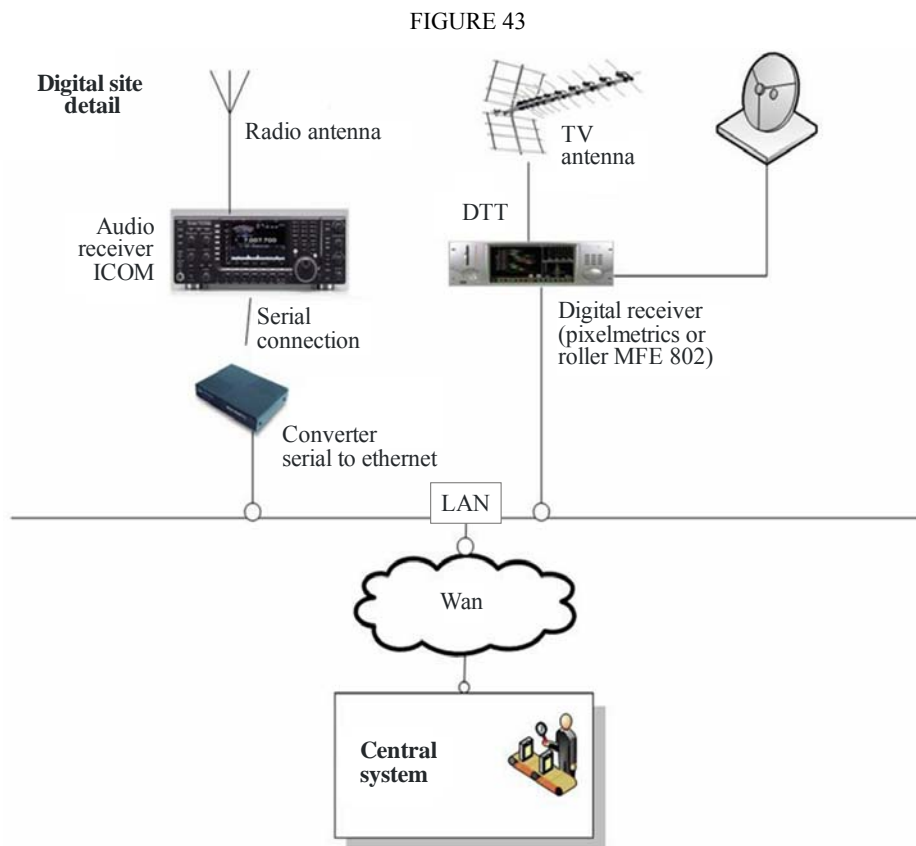 FIGURE 43
Digital site
detail
Radio antenna
TV
antenna
DTT
Audio
receiver
ICOM
Serial
connection
Digital receiver
(pixelmetrics or
roller MFE 802)
Converter
serial to ethernet
LAN
Wan
Central
system